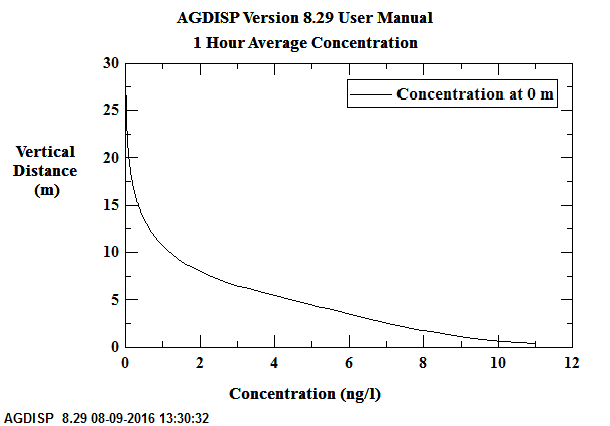 AGDISP Version 8.29 User Manual
1 Hour Average Concentration
30
25
20
15
10
5
0
Vertical
Distance
(m)
Concentration at 0 m
0 2 4 6 8 10 12
Concentration (ng/l)
AGDISP 8.29 08-09-2016 13:30:32